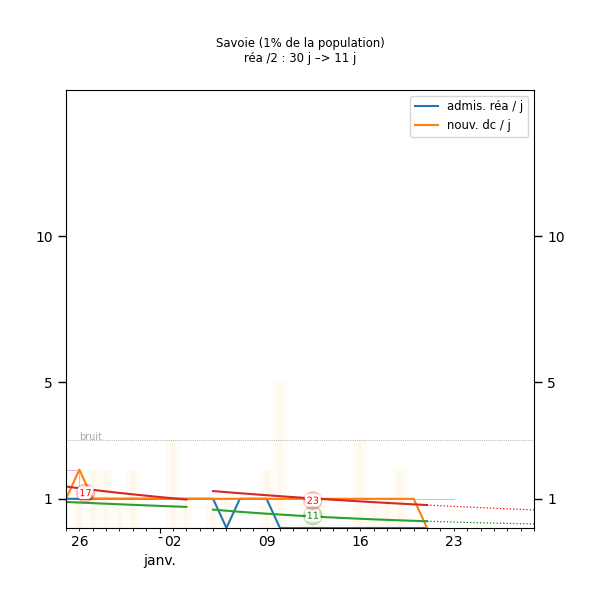 Savoie (1% de la population)
réa /2 : 30 j –> 11 j
admis. réa / j
nouv. dc / j
10
10
5
5
bruit
17
23
1
1
11
26
02
09
16
23
janv.